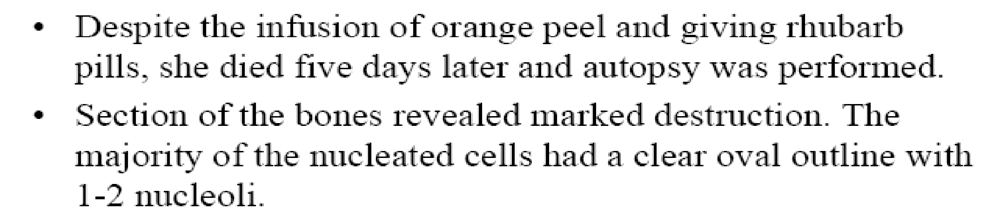 • Despite the infusion of orange peel and giving rhubarb
pills, she died five days later and autopsy was performed.
• Section of the bones revealed marked destruction. The
majority of the nucleated cells had a clear oval outline with
1-2 nucleoli.